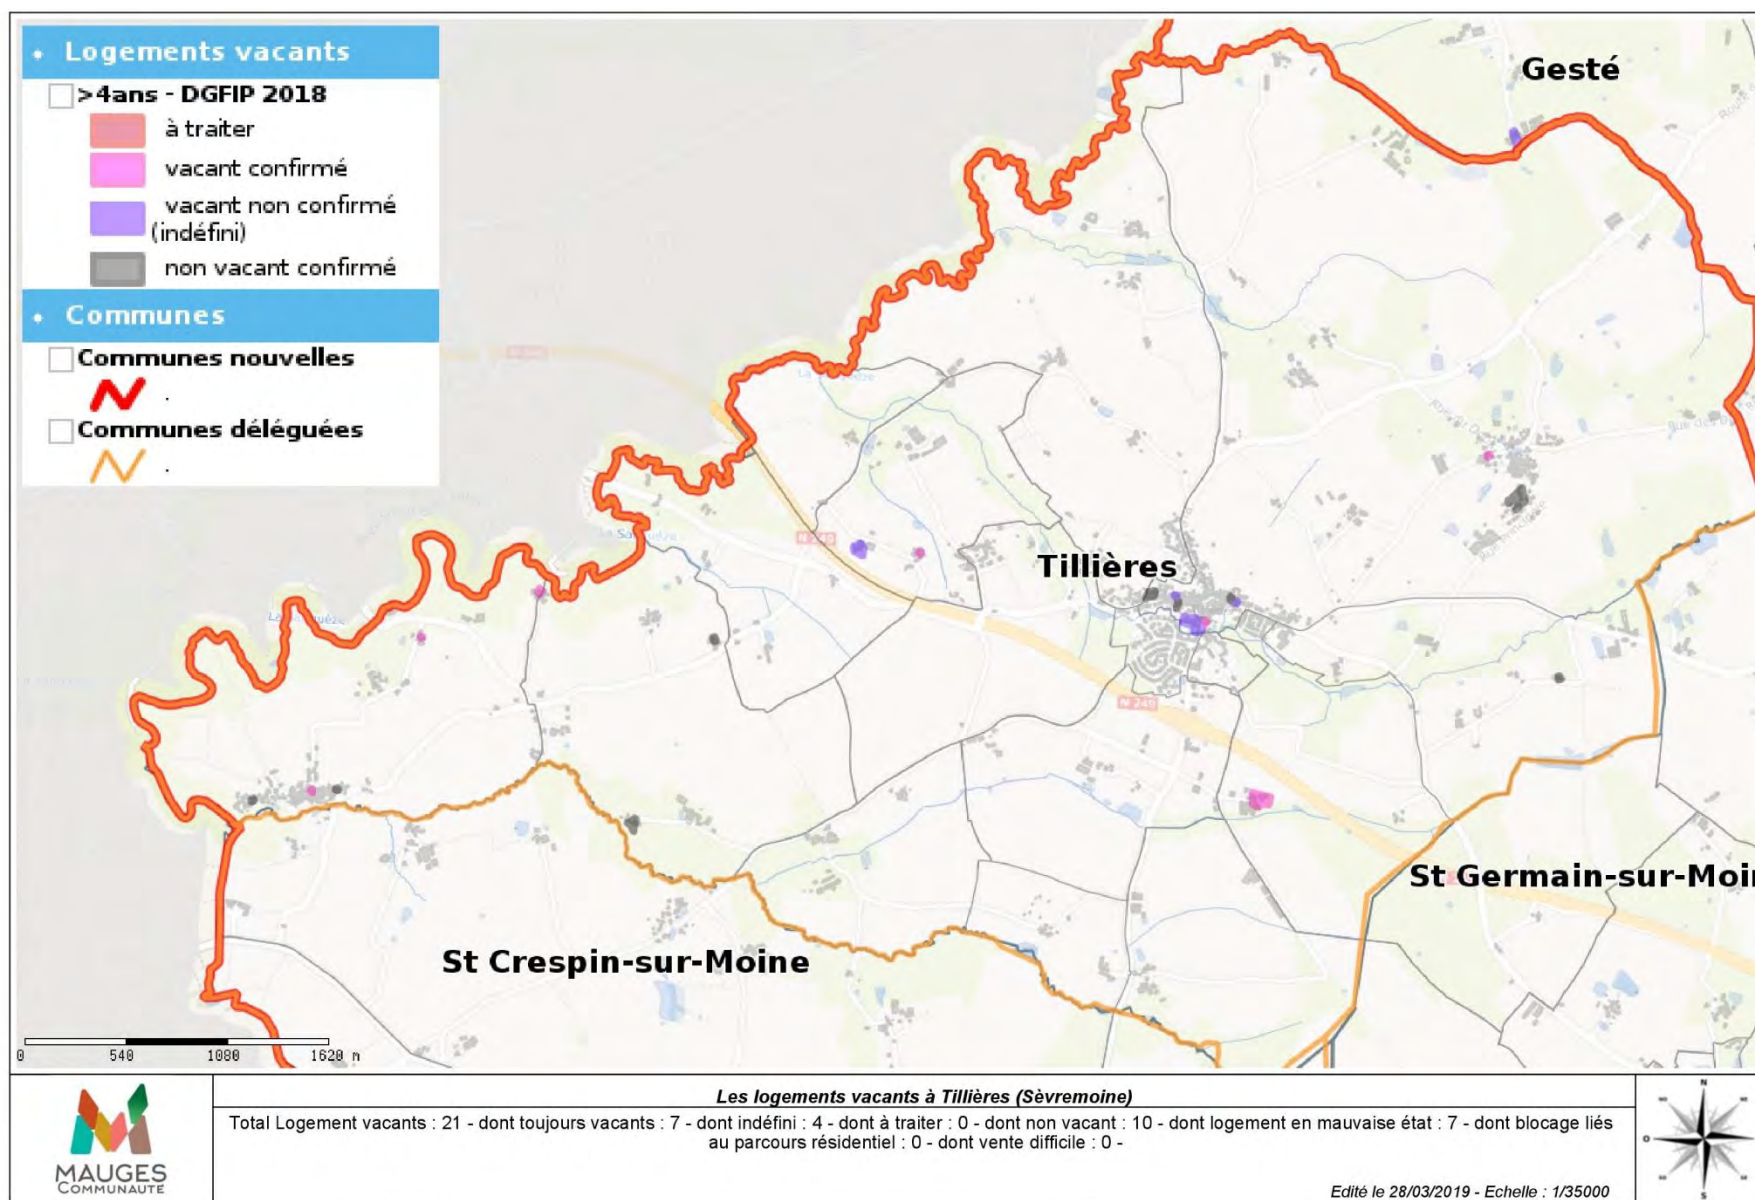 Logements vacants
>4ans - DGFIP 2018
à traiter
vacant confirmé
vacant non confirmé
(indéfini)
non vacant confirmé
Communes
Communes nouvelles
.
Communes déléguées
.
Gesté
N 249
Tillières
N 249
St Germain-sur-Moi
St Crespin-sur-Moine
0 540 1080 1620 m
MAUGES
COMMUNAUTÉ
Les logements vacants à Tillières (Sèvremoine)
Total Logement vacants : 21 - dont toujours vacants : 7 - dont indéfini : 4 - dont à traiter : 0 - dont non vacant : 10 - dont logement en mauvaise état : 7 - dont blocage liés
au parcours résidentiel : 0 - dont vente difficile : 0 -
Edité le 28/03/2019 - Echelle : 1/35000
N
O
S